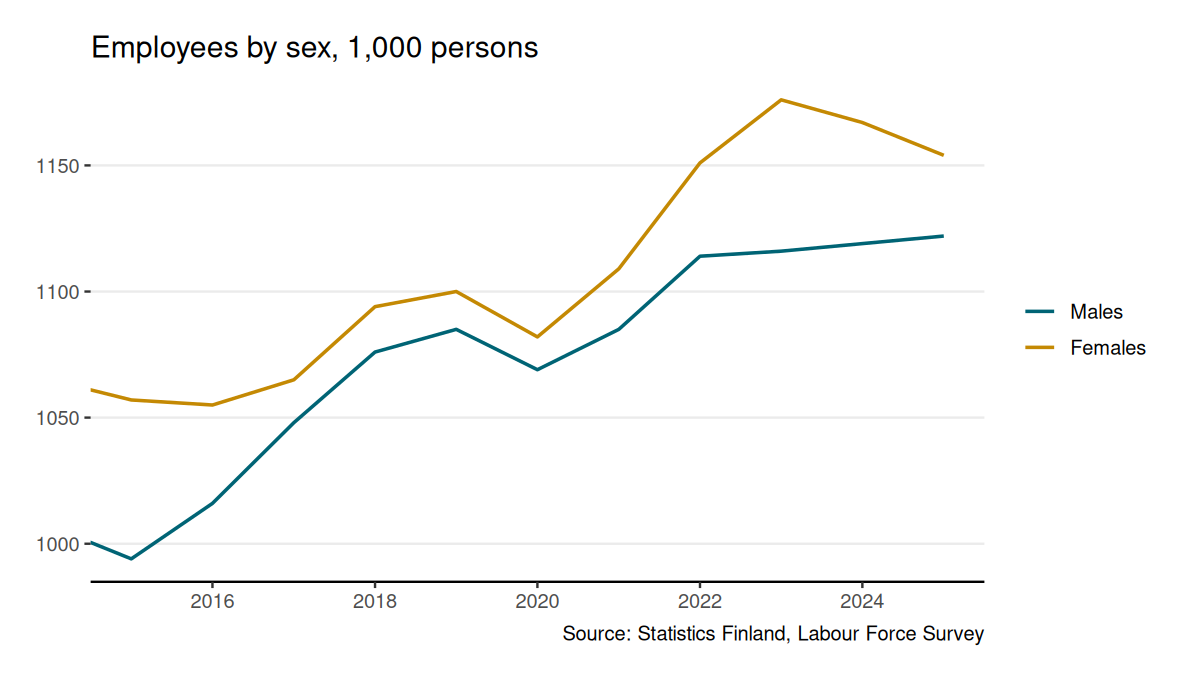 Employees by sex, 1,000 persons
1150
1100
1050
1000
2016 2018 2020 2022 2024
Males
Females
Source: Statistics Finland, Labour Force Survey